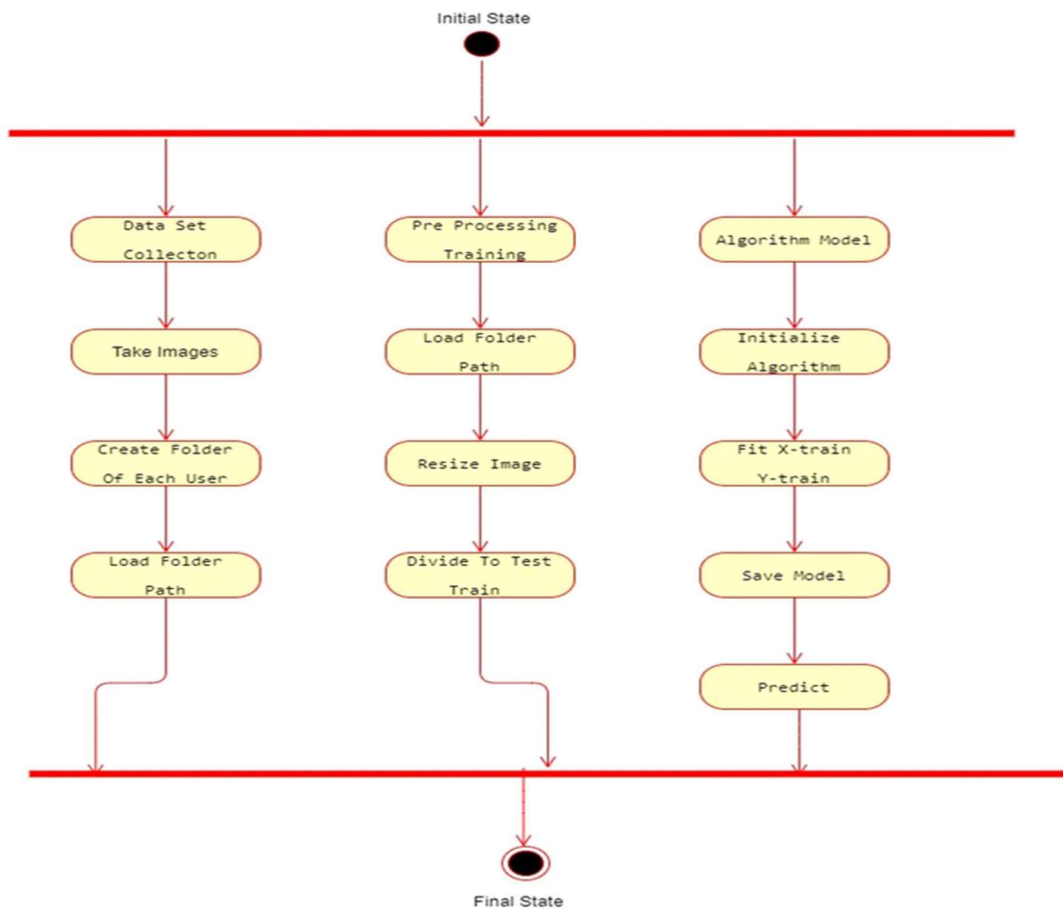 Initial State
Data Set
Collecton
Pre Processing
Training
Algorithm Model
Take Images
Load Folder
Path
Initialize
Algorithm
Create Folder
Of Each User
Resize Image
Fit X-train
Y-train
Load Folder
Path
Divide To Test
Train
Save Model
Predict
Final State